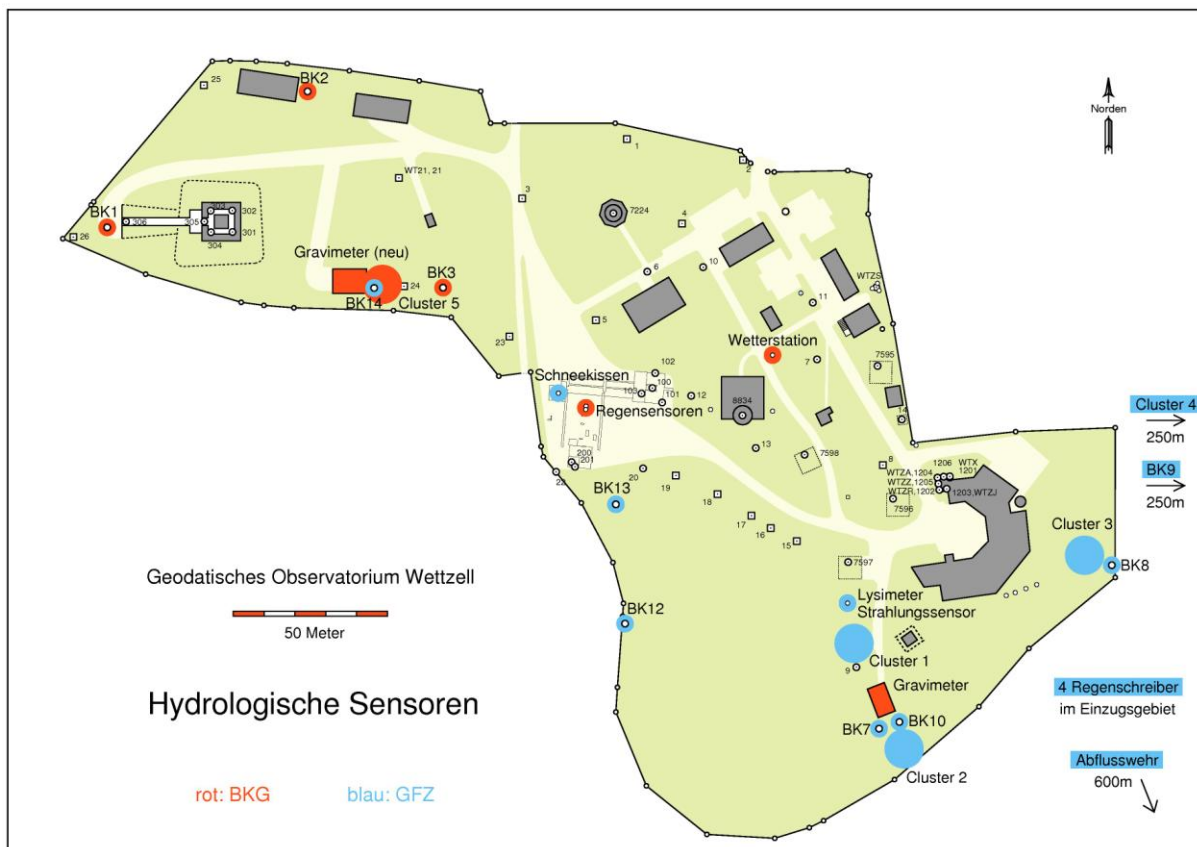 25
BK2
Norden
1
2
WT21, 21
3
303
302
7224
4
BK1
306
305
301
26
304
Gravimeter (neu)
6
10
WTZS
BK3
24
BK14
Cluster 5
11
5
23
Wetterstation
102
7
7595
Schneekissen
100
103
101
12
Regensensoren
8834
14
Cluster 4
250m
13
200
201
7598
8
1206
WTX
WTZA, 1204
1201
22
20
WTZZ, 1205
BK9
19
WTZR, 1202
1203, WTZJ
250m
BK13
18
7596
17
16
15
Cluster 3
7597
BK8
Geodatisches Observatorium Wettzell
Lysimeter
Strahlungssensor
50 Meter
BK12
Cluster 1
9
Gravimeter
4 Regenschreiber
im Einzugsgebiet
Hydrologische Sensoren
BK7
BK10
Abflusswehr
600m
Cluster 2
rot: BKG
blau: GFZ